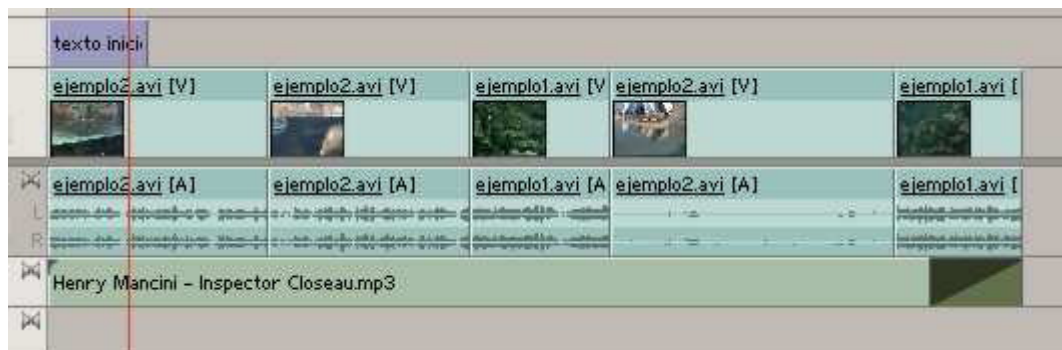 texto inici
ejemplo2.avi [V] ejemplo2.avi [V] ejemplo1.avi [V ejemplo2.avi [V] ejemplo1.avi [
ejemplo2.avi [A] ejemplo2.avi [A] ejemplo1.avi [A ejemplo2.avi [A] ejemplo1.avi [
L
R
Henry Mancini - Inspector Closeau.mp3